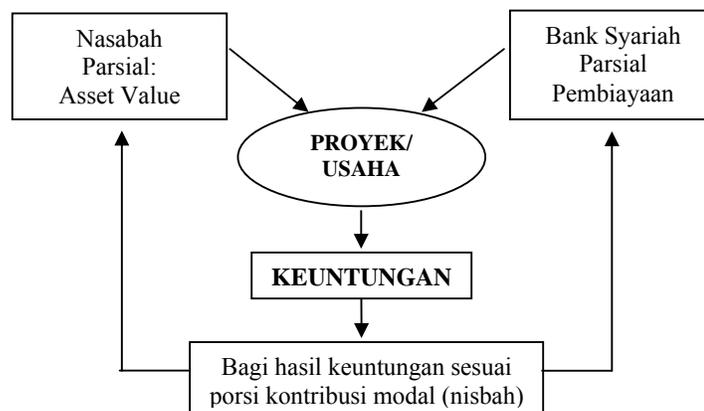 Nasabah
Parsial:
Asset Value
Bank Syariah
Parsial
Pembiayaan
PROYEK/
USAHA
KEUNTUNGAN
Bagi hasil keuntungan sesuai
porsi kontribusi modal (nisbah)